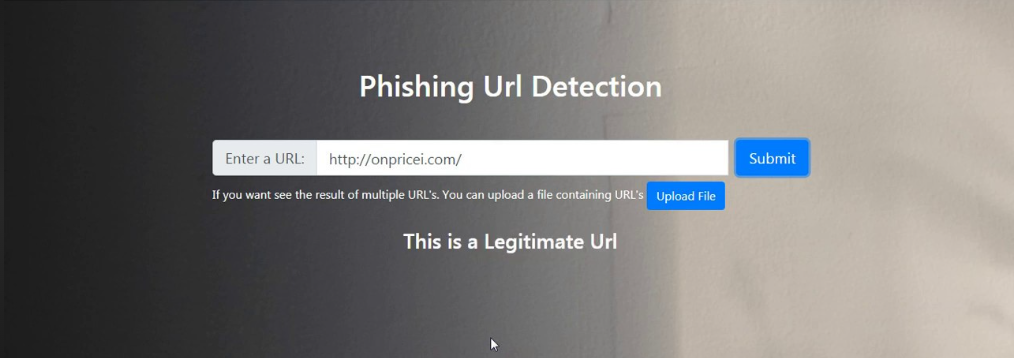 Phishing Url Detection
Enter a URL: http://onpricei.com/ Submit
If you want see the result of multiple URL's. You can upload a file containing URL's Upload File
This is a Legitimate Url